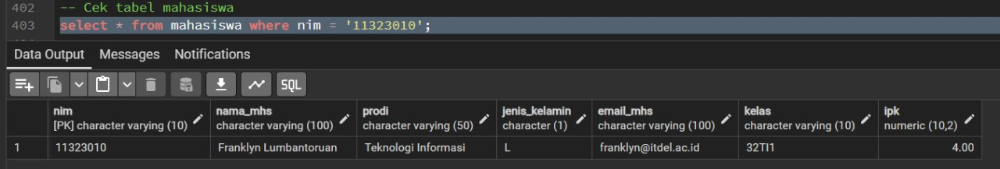 402 -- Cek tabel mahasiswa
403 select * from mahasiswa where nim = '11323010';
Data Output Messages Notifications
SQL
nim nama_mhs prodi jenis_kelamin email_mhs kelas ipk
[PK] character varying (10) character varying (100) character varying (50) character (1) character varying (100) character varying (10) numeric (10,2)
1 11323010 Franklyn Lumbantoruan Teknologi Informasi L franklyn@itdel.ac.id 32TI1 4.00